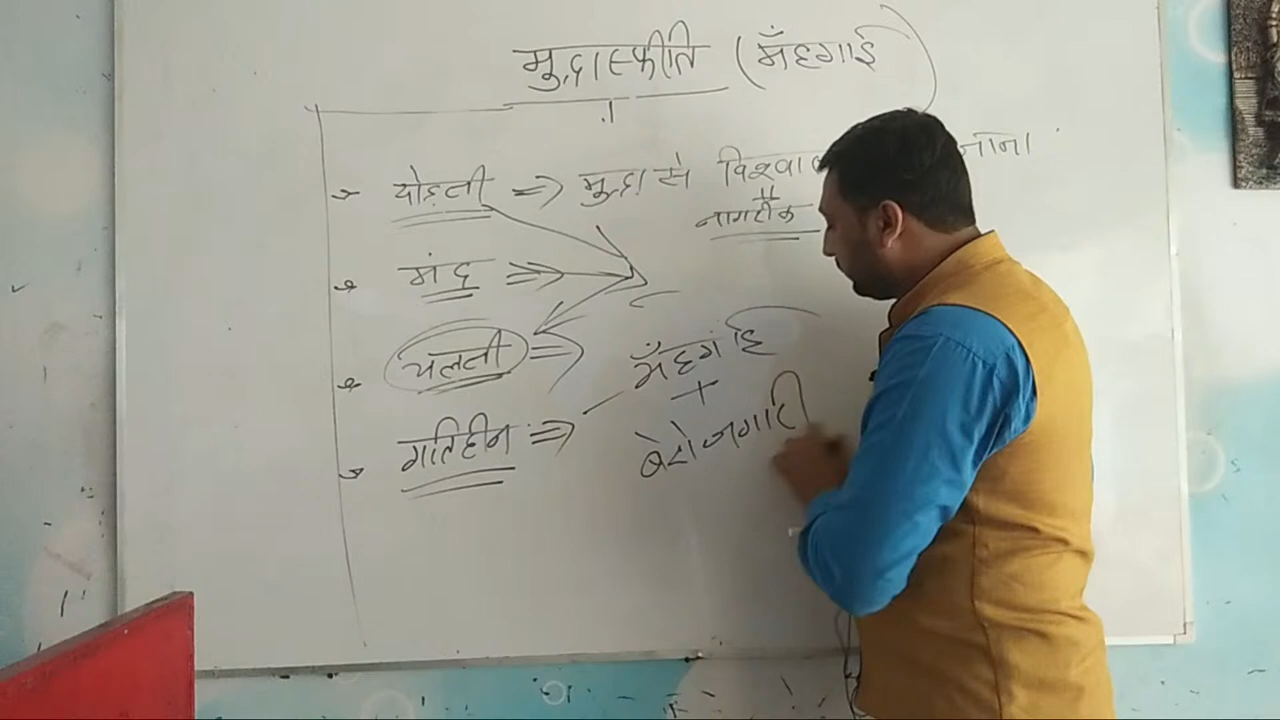 मुद्रास्फीति (मँहगाई)
दोड़ती ⇒ मुद्रा से विश्वा जाना
नागरीक
मंद ⇒
चलती ⇒
मँहगाई
+
गतिहीन ⇒ बेरोजगारी